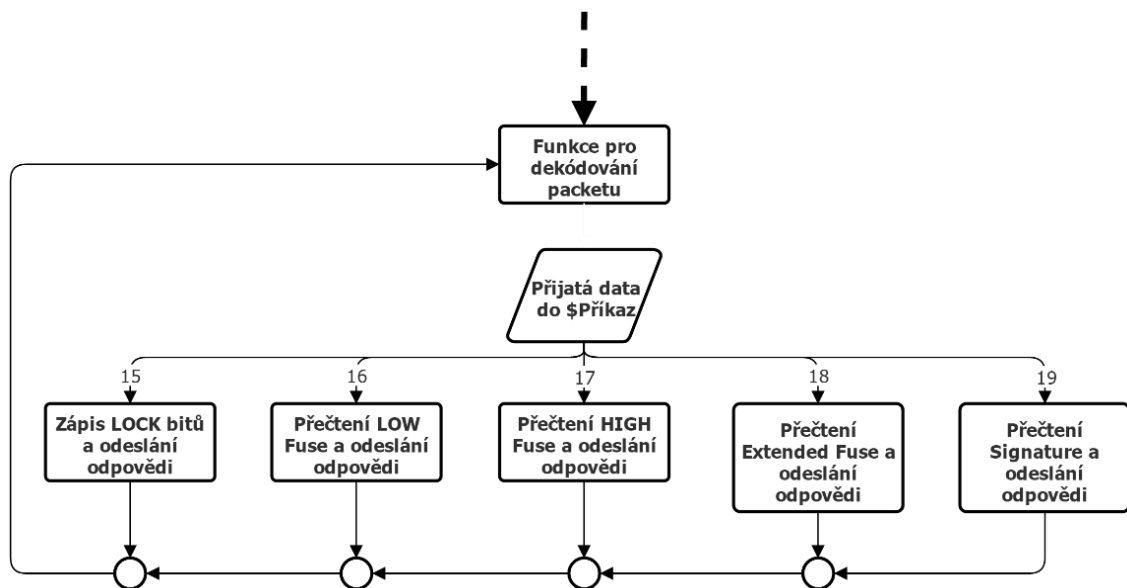 Funkce pro
dekódování
packetu
Přijatá data
do $Příkaz
15
16
17
18
19
Zápis LOCK bitů
a odeslání
odpovědi
Přečtení LOW
Fuse a odeslání
odpovědi
Přečtení HIGH
Fuse a odeslání
odpovědi
Přečtení
Extended Fuse a
odeslání
odpovědi
Přečtení
Signature a
odeslání
odpovědi